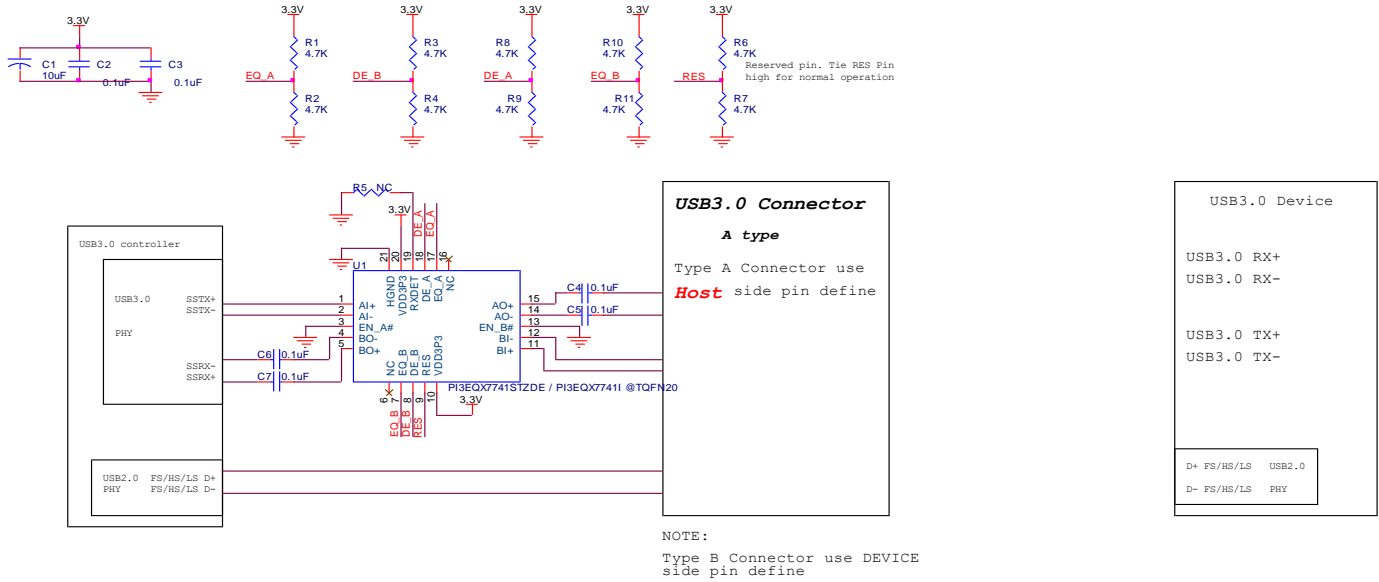 3.3V
3.3V
3.3V
3.3V
3.3V
3.3V
C1
10uF
C2
0.1uF
C3
0.1uF
R1
4.7K
EQ_A
R2
4.7K
R3
4.7K
DE_B
R4
4.7K
R8
4.7K
DE_A
R9
4.7K
R10
4.7K
EQ_B
R11
4.7K
R6
4.7K
RES
R7
4.7K
Reserved pin. Tie RES Pin
high for normal operation
USB3.0 controller
USB3.0
PHY
SSTX+
SSTX-
SSRX-
SSRX+
USB2.0 FS/HS/LS D+
PHY FS/HS/LS D-
C6 0.1uF
C7 0.1uF
R5 NC
3.3V
DE_A
EQ_A
U1
21
20
19
18
17
16
HGND
VDD3P3
RXDET
DE_A
EQ_A
NC
1 AI+
2 AI-
3 EN_A#
4 BO-
5 BO+
AO+ 15
AO- 14
EN_B# 13
BI- 12
BI+ 11
NC
EQ_B
DE_B
RES
VDD3P3
6
7
8
9
10
EQ_B
DE_B
RES
3.3V
PI3EQX7741STZDE / PI3EQX7741I @TQFN20
C4 0.1uF
C5 0.1uF
USB3.0 Connector
A type
Type A Connector use
Host side pin define
NOTE:
Type B Connector use DEVICE
side pin define
USB3.0 Device
USB3.0 RX+
USB3.0 RX-
USB3.0 TX+
USB3.0 TX-
D+ FS/HS/LS USB2.0
D- FS/HS/LS PHY